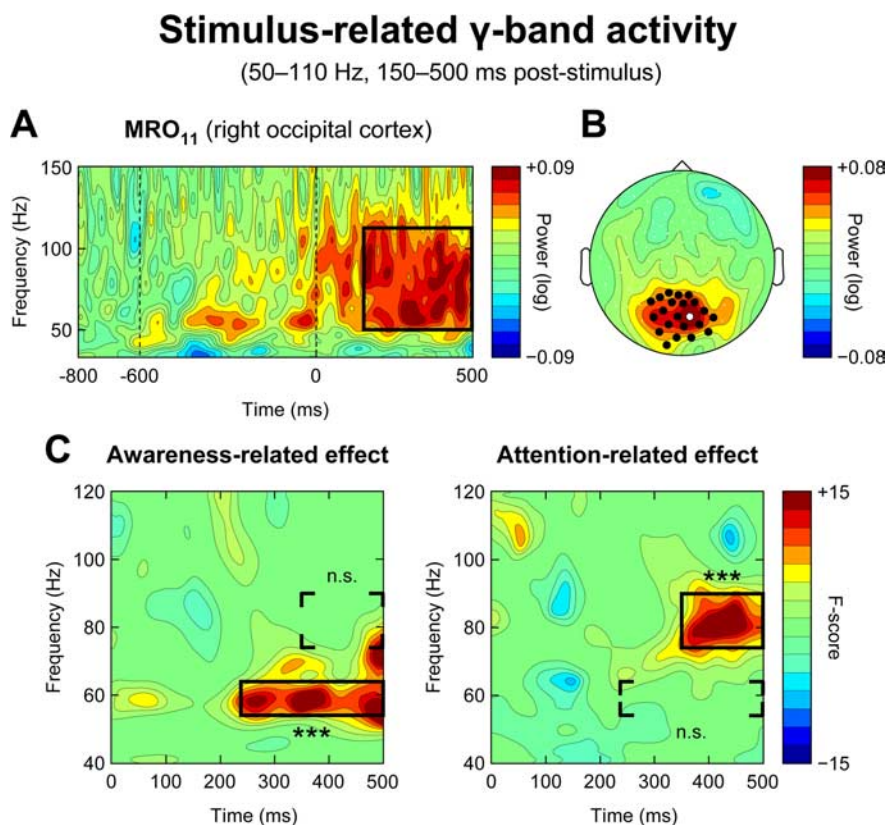 Stimulus-related γ-band activity
(50–110 Hz, 150–500 ms post-stimulus)
A
MRO₁₁ (right occipital cortex)
Frequency (Hz)
150
100
50
-800
-600
0
500
Time (ms)
+0.09
Power (log)
−0.09
B
+0.08
Power (log)
−0.08
C
Awareness-related effect
Frequency (Hz)
120
100
80
60
40
n.s.
***
0
100
200
300
400
500
Time (ms)
Attention-related effect
Frequency (Hz)
120
100
80
60
40
***
n.s.
0
100
200
300
400
500
Time (ms)
+15
F-score
−15